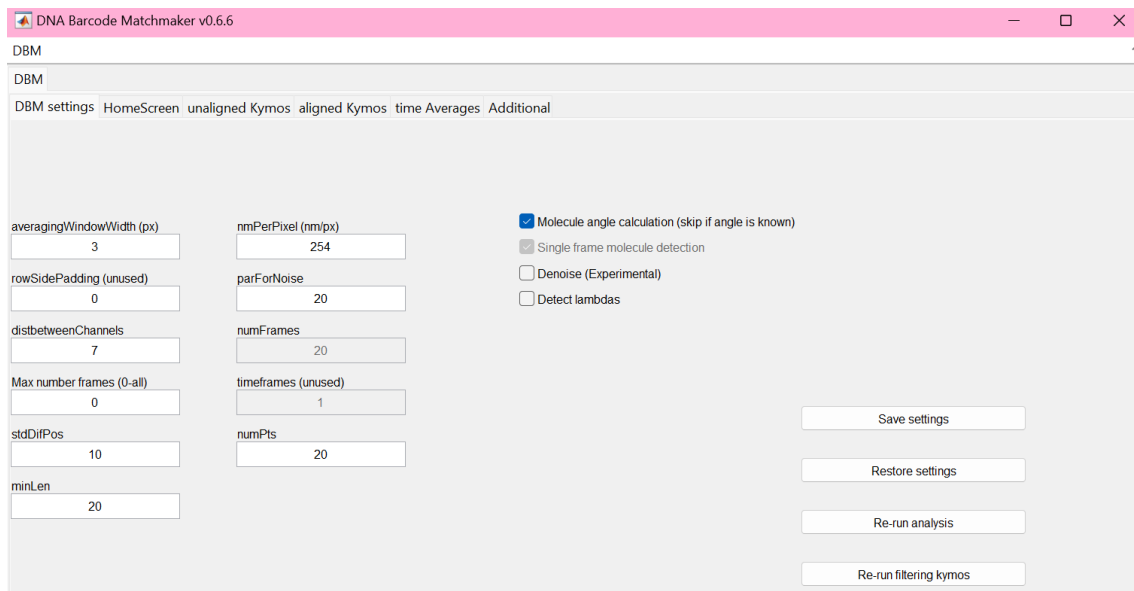 DNA Barcode Matchmaker v0.6.6
DBM
DBM
DBM settings HomeScreen unaligned Kymos aligned Kymos time Averages Additional
averagingWindowWidth (px)
3
rowSidePadding (unused)
0
distbetweenChannels
7
Max number frames (0-all)
0
stdDifPos
10
minLen
20
nmPerPixel (nm/px)
254
parForNoise
20
numFrames
20
timeframes (unused)
1
numPts
20
Molecule angle calculation (skip if angle is known)
Single frame molecule detection
Denoise (Experimental)
Detect lambdas
Save settings
Restore settings
Re-run analysis
Re-run filtering kymos